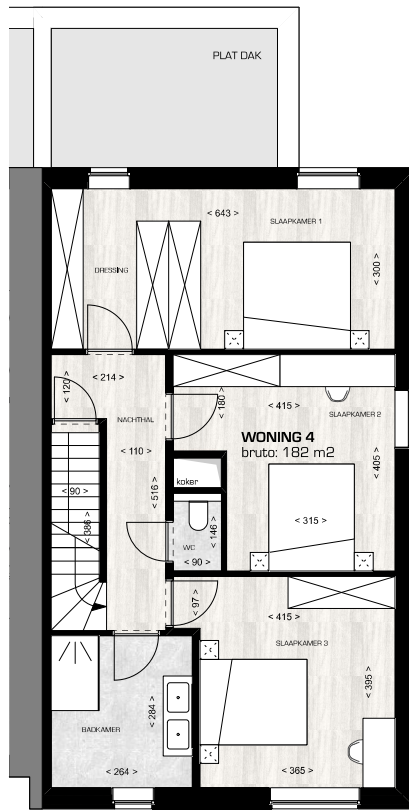 PLAT DAK
< 643 >
SLAAPKAMER 1
DRESSING
< 300 >
< 120 >
< 214 >
NACHTHAL
< 180 >
< 415 >
SLAAPKAMER 2
< 110 >
WONING 4
bruto: 182 m2
< 405 >
koker
< 90 >
< 516 >
< 386 >
< 315 >
< 146 >
WC
< 90 >
< 97 >
< 415 >
SLAAPKAMER 3
< 395 >
< 284 >
BADKAMER
< 264 >
< 365 >